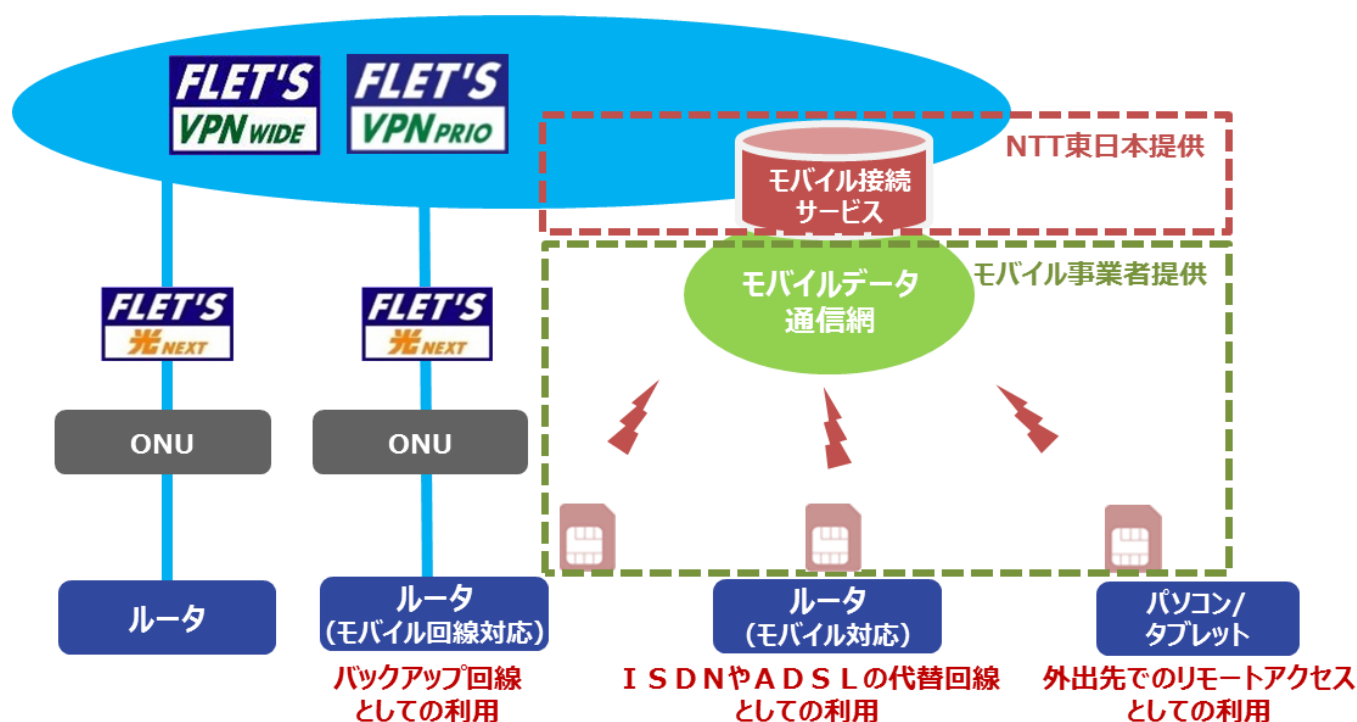 FLET'S
VPN WIDE
FLET'S
VPN PRIO
NTT東日本提供
モバイル接続
サービス
モバイル事業者提供
モバイルデータ
通信網
FLET'S
光 NEXT
FLET'S
光 NEXT
ONU
ONU
ルータ
ルータ
(モバイル回線対応)
ルータ
(モバイル対応)
パソコン/
タブレット
バックアップ回線
としての利用
ISDNやADSLの代替回線
としての利用
外出先でのリモートアクセス
としての利用